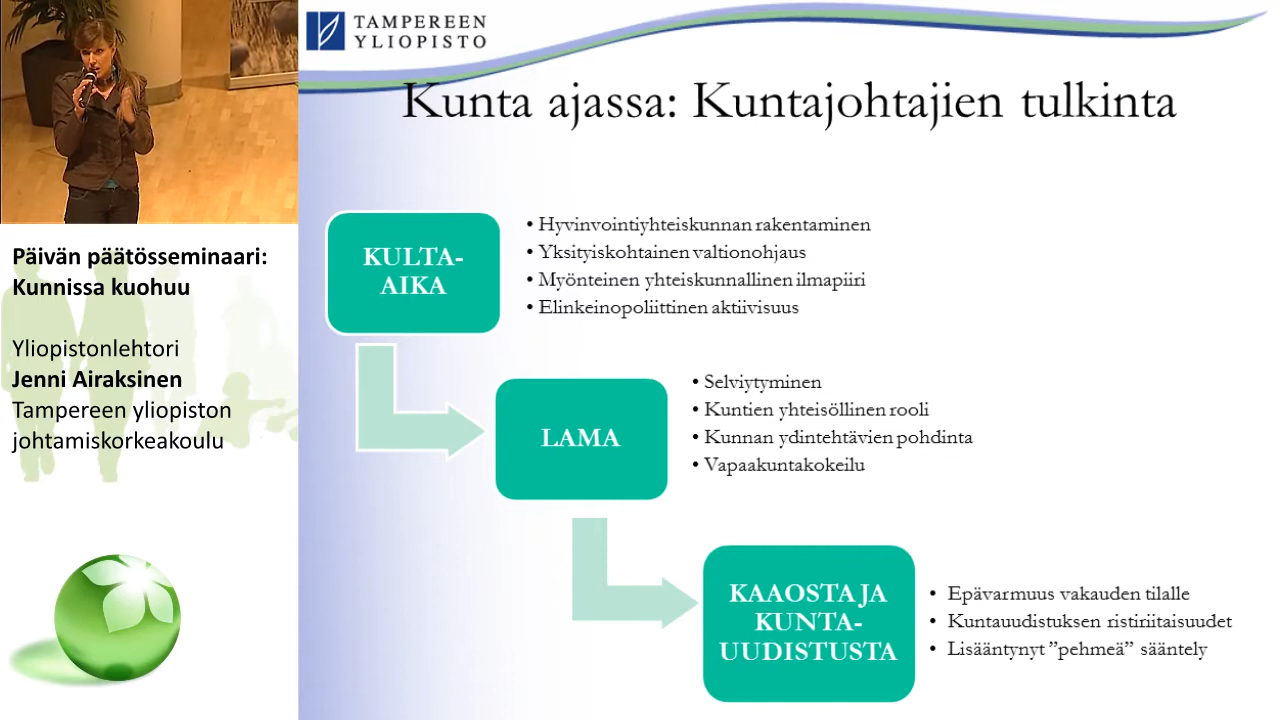 TAMPEREEN
YLIOPISTO
Kunta ajassa: Kuntajohtajien tulkinta
Päivän päätösseminaari:
Kunnissa kuohuu
Yliopistonlehtori
Jenni Airaksinen
Tampereen yliopiston
johtamiskorkeakoulu
KULTA-
AIKA
• Hyvinvointiyhteiskunnan rakentaminen
• Yksityiskohtainen valtionohjaus
• Myönteinen yhteiskunnallinen ilmapiiri
• Elinkeinopoliittinen aktiivisuus
LAMA
• Selviytyminen
• Kuntien yhteisöllinen rooli
• Kunnan ydintehtävien pohdinta
• Vapaakuntakokeilu
KAAOSTA JA
KUNTA-
UUDISTUSTA
• Epävarmuus vakauden tilalle
• Kuntauudistuksen ristiriitaisuudet
• Lisääntynyt ”pehmeä” sääntely